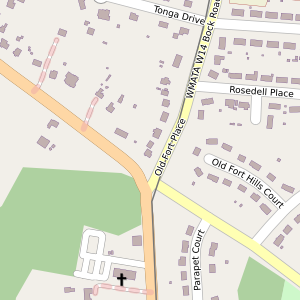 Tonga Drive
WMATA W14 Bock Road
Rosedell Place
Old Fort Place
Old Fort Hills Court
Parapet Court